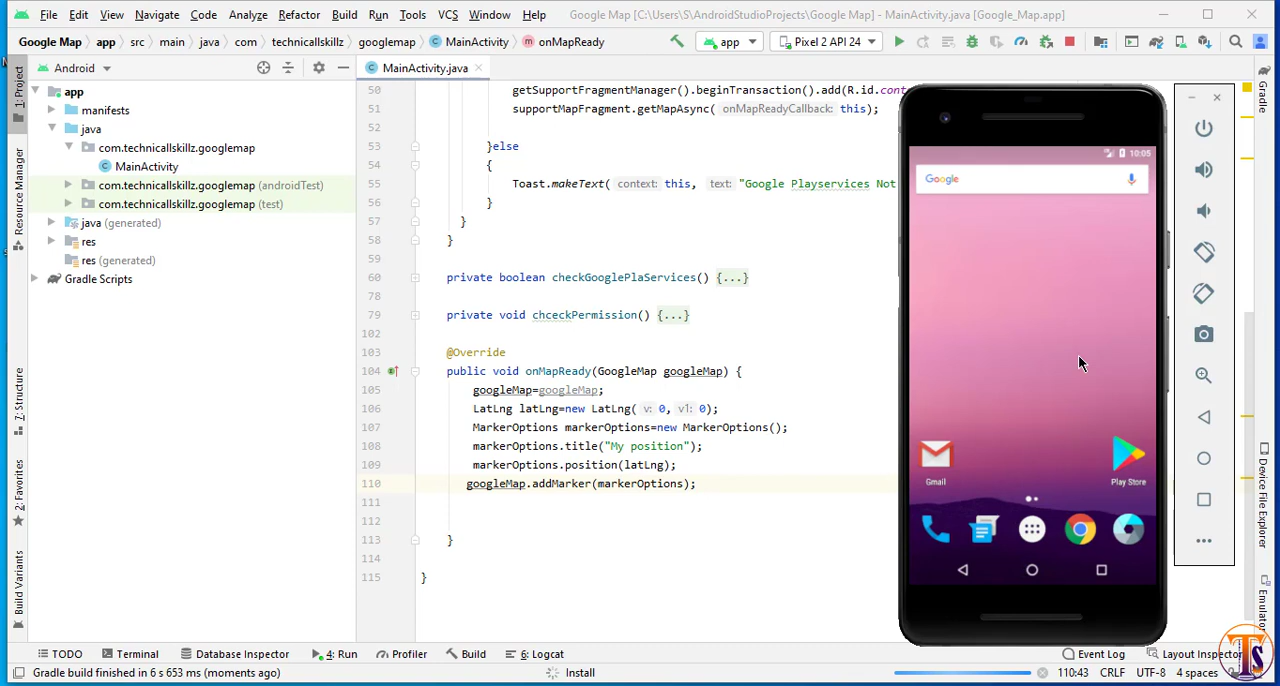 File Edit View Navigate Code Analyze Refactor Build Run Tools VCS Window Help Google Map [C:\Users\S\AndroidStudioProjects\Google Map] - MainActivity.java [Google_Map.app]
Google Map app src main java com technicallskillz googlemap MainActivity onMapReady app Pixel 2 API 24
Android MainActivity.java
1: Project
Resource Manager
7: Structure
2: Favorites
Build Variants
app
manifests
java
com.technicallskillz.googlemap
MainActivity
com.technicallskillz.googlemap (androidTest)
com.technicallskillz.googlemap (test)
java (generated)
res
res (generated)
Gradle Scripts
50 getSupportFragmentManager().beginTransaction().add(R.id.cont
51 supportMapFragment.getMapAsync( onMapReadyCallback: this);
52
53 }else
54 {
55 Toast.makeText( context: this, text: "Google Playservices Not
56 }
57 }
58 }
59
60 private boolean checkGooglePlaServices() {...}
78
79 private void chceckPermission() {...}
102
103 @Override
104 public void onMapReady(GoogleMap googleMap) {
105 googleMap=googleMap;
106 LatLng latLng=new LatLng( v: 0, v1: 0);
107 MarkerOptions markerOptions=new MarkerOptions();
108 markerOptions.title("My position");
109 markerOptions.position(latLng);
110 googleMap.addMarker(markerOptions);
111
112
113 }
114
115 }
10:05
Google
Gmail
Play Store
Gradle
Device File Explorer
Emulator
TODO Terminal Database Inspector 4: Run Profiler Build 6: Logcat Event Log Layout Inspector
Gradle build finished in 6 s 653 ms (moments ago) Install 110:43 CRLF UTF-8 4 spaces
TS